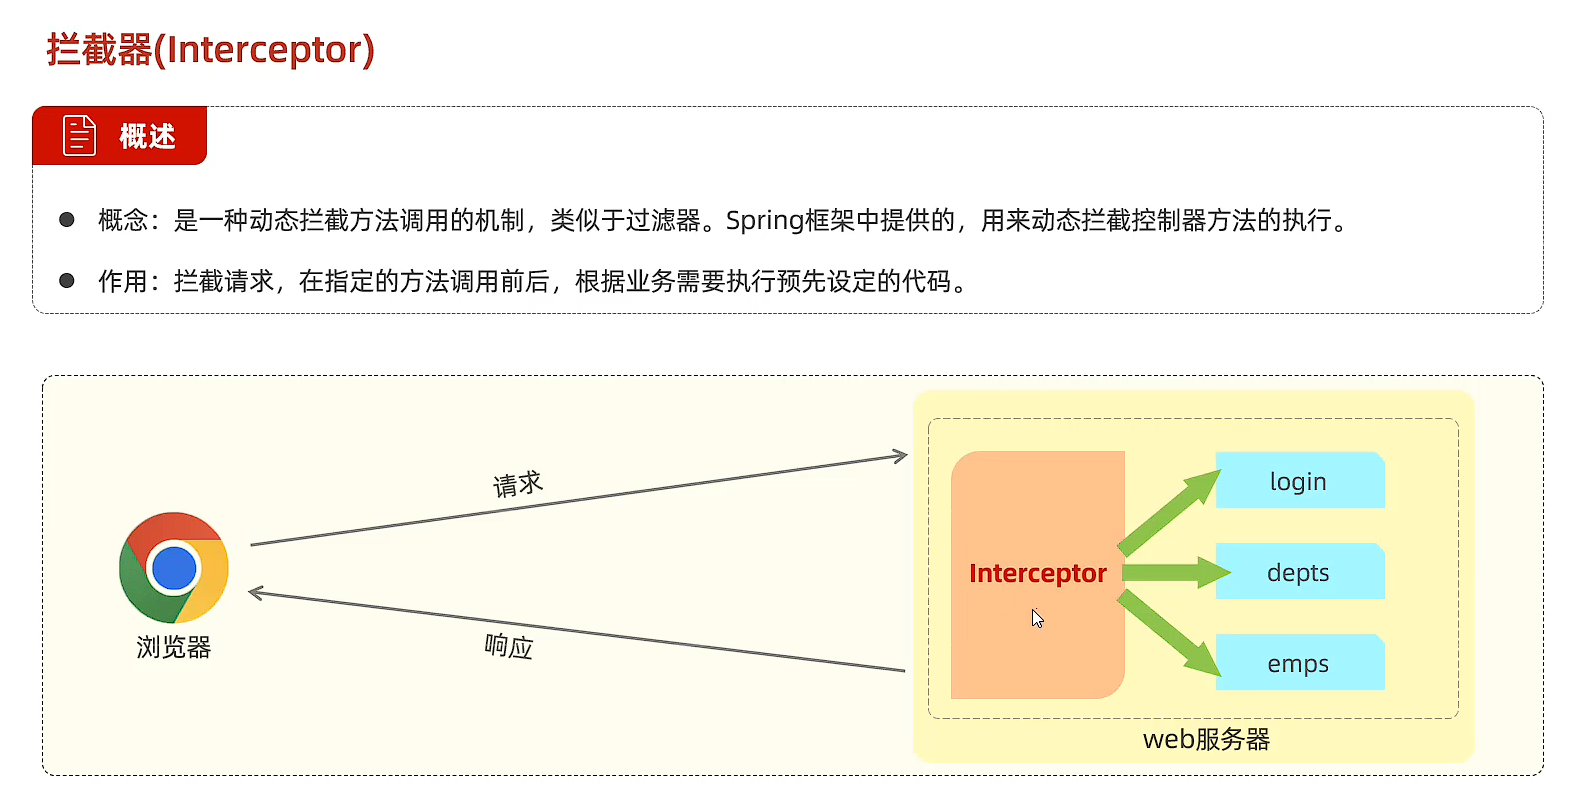 拦截器(Interceptor)
概述
● 概念：是一种动态拦截方法调用的机制，类似于过滤器。Spring框架中提供的，用来动态拦截控制器方法的执行。
● 作用：拦截请求，在指定的方法调用前后，根据业务需要执行预先设定的代码。
请求
login
Interceptor
depts
浏览器
响应
emps
web服务器